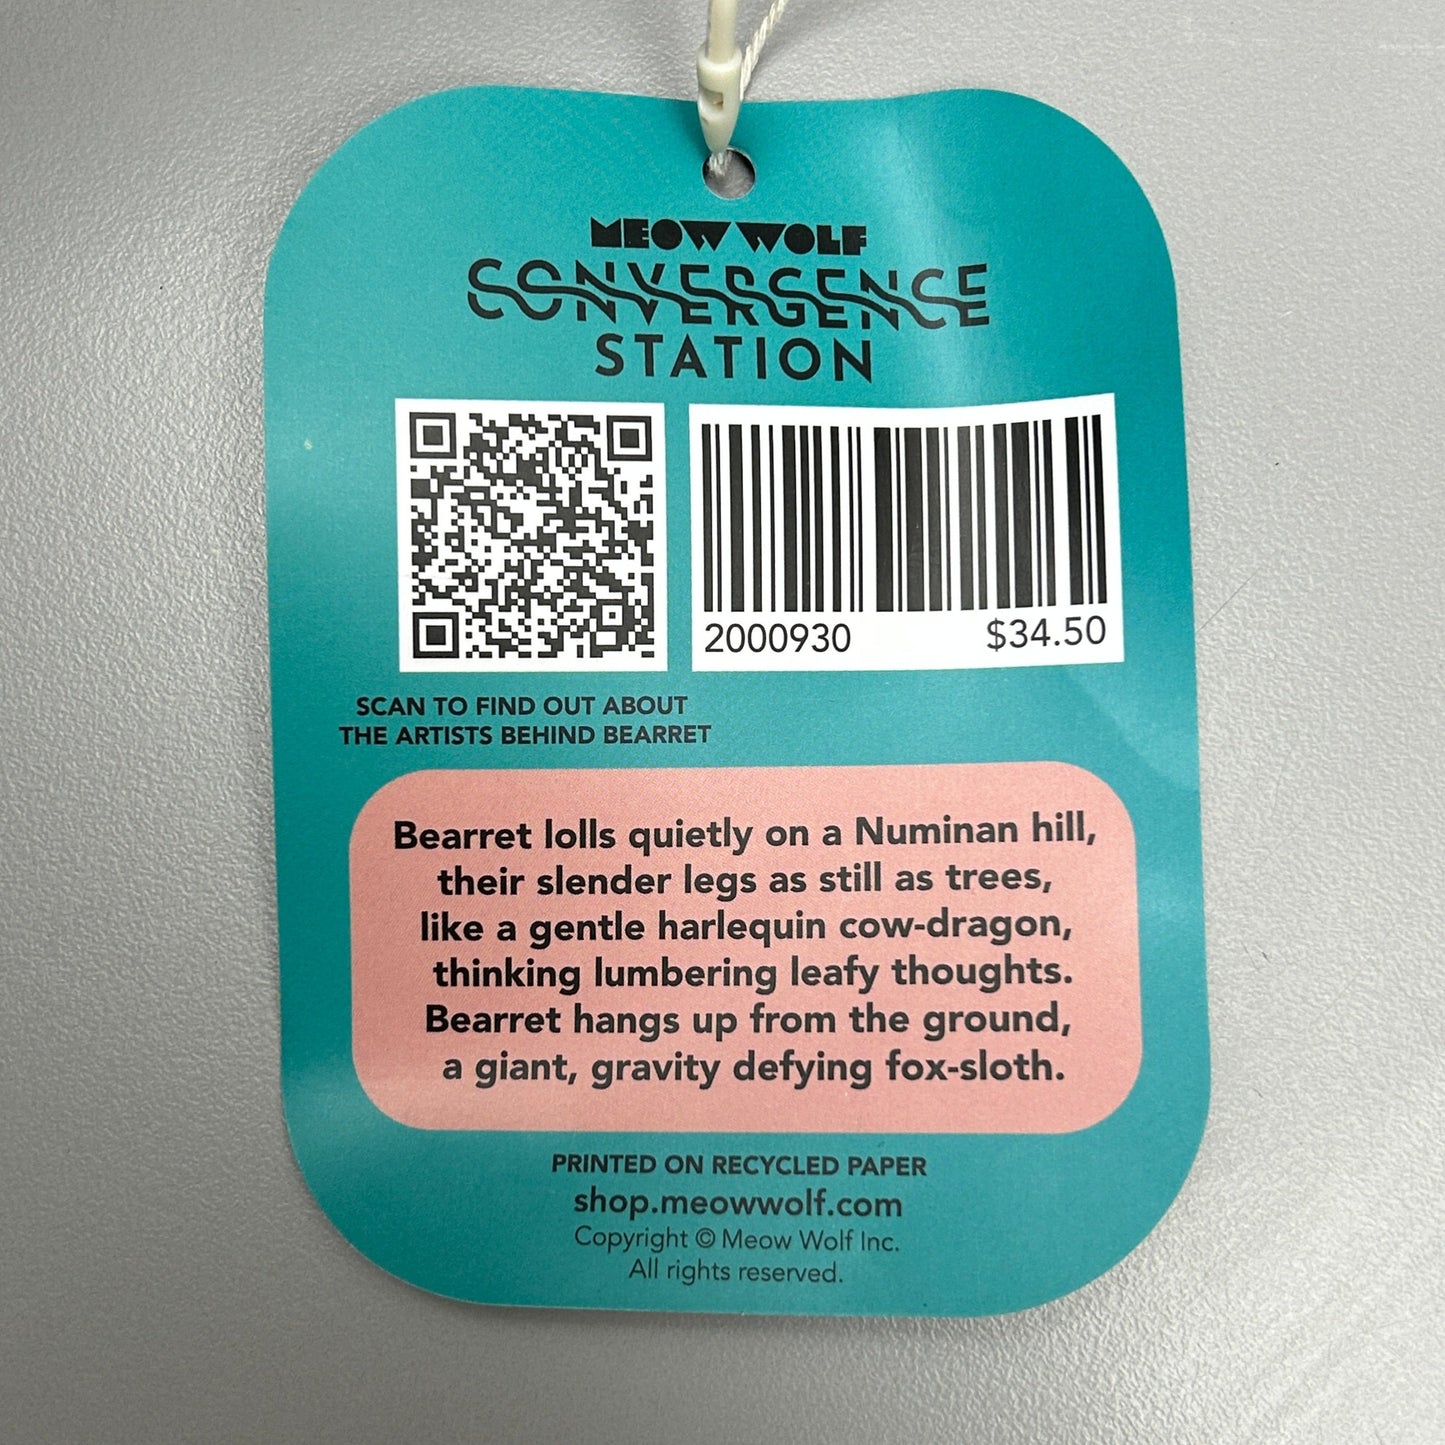 MEOW WOLF
CONVERGENCE
STATION
2000930 $34.50
SCAN TO FIND OUT ABOUT
THE ARTISTS BEHIND BEARRET
Bearret lolls quietly on a Numinan hill,
their slender legs as still as trees,
like a gentle harlequin cow-dragon,
thinking lumbering leafy thoughts.
Bearret hangs up from the ground,
a giant, gravity defying fox-sloth.
PRINTED ON RECYCLED PAPER
shop.meowwolf.com
Copyright © Meow Wolf Inc.
All rights reserved.